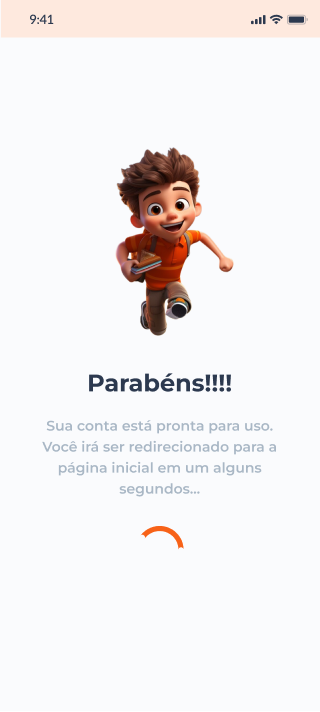 9:41
Parabéns!!!!
Sua conta está pronta para uso.
Você irá ser redirecionado para a
página inicial em um alguns
segundos...